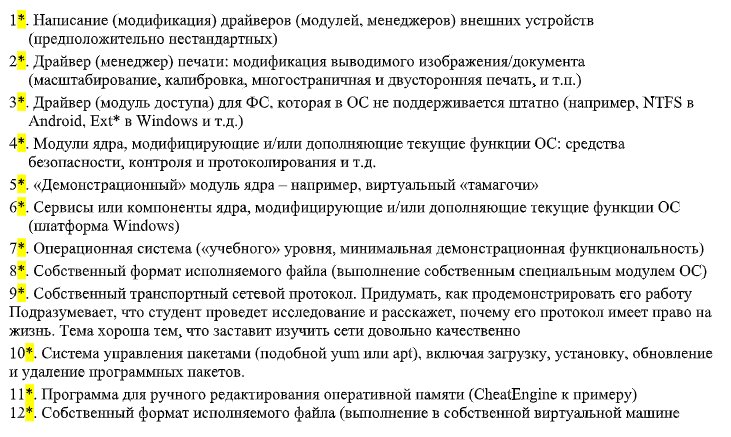 1*. Написание (модификация) драйверов (модулей, менеджеров) внешних устройств
(предположительно нестандартных)
2*. Драйвер (менеджер) печати: модификация выводимого изображения/документа
(масштабирование, калибровка, многостраничная и двусторонняя печать, и т.п.)
3*. Драйвер (модуль доступа) для ФС, которая в ОС не поддерживается штатно (например, NTFS в
Android, Ext* в Windows и т.д.)
4*. Модули ядра, модифицирующие и/или дополняющие текущие функции ОС: средства
безопасности, контроля и протоколирования и т.д.
5*. «Демонстрационный» модуль ядра – например, виртуальный «тамагочи»
6*. Сервисы или компоненты ядра, модифицирующие и/или дополняющие текущие функции ОС
(платформа Windows)
7*. Операционная система («учебного» уровня, минимальная демонстрационная функциональность)
8*. Собственный формат исполняемого файла (выполнение собственным специальным модулем ОС)
9*. Собственный транспортный сетевой протокол. Придумать, как продемонстрировать его работу
Подразумевает, что студент проведет исследование и расскажет, почему его протокол имеет право на
жизнь. Тема хороша тем, что заставит изучить сети довольно качественно
10*. Система управления пакетами (подобной yum или apt), включая загрузку, установку, обновление
и удаление программных пакетов.
11*. Программа для ручного редактирования оперативной памяти (CheatEngine к примеру)
12*. Собственный формат исполняемого файла (выполнение в собственной виртуальной машине